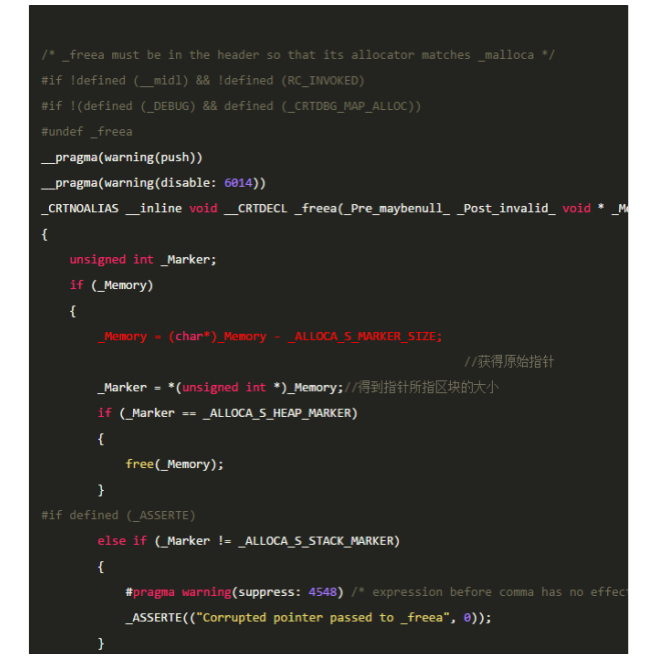 /* _freea must be in the header so that its allocator matches _malloca */
#if !defined (__midl) && !defined (RC_INVOKED)
#if !(defined (_DEBUG) && defined (_CRTDBG_MAP_ALLOC))
#undef _freea
__pragma(warning(push))
__pragma(warning(disable: 6014))
_CRTNOALIAS __inline void __CRTDECL _freea(_Pre_maybenull_ _Post_invalid_ void *
{
unsigned int _Marker;
if (_Memory)
{
_Memory = (char*)_Memory - _ALLOCA_S_MARKER_SIZE;
//获得原始指针
_Marker = *(unsigned int *)_Memory;//得到指针所指区块的大小
if (_Marker == _ALLOCA_S_HEAP_MARKER)
{
free(_Memory);
}
#if defined (_ASSERTE)
else if (_Marker != _ALLOCA_S_STACK_MARKER)
{
#pragma warning(suppress: 4548) /* expression before comma has no effec
_ASSERTE(("Corrupted pointer passed to _freea", 0));
}